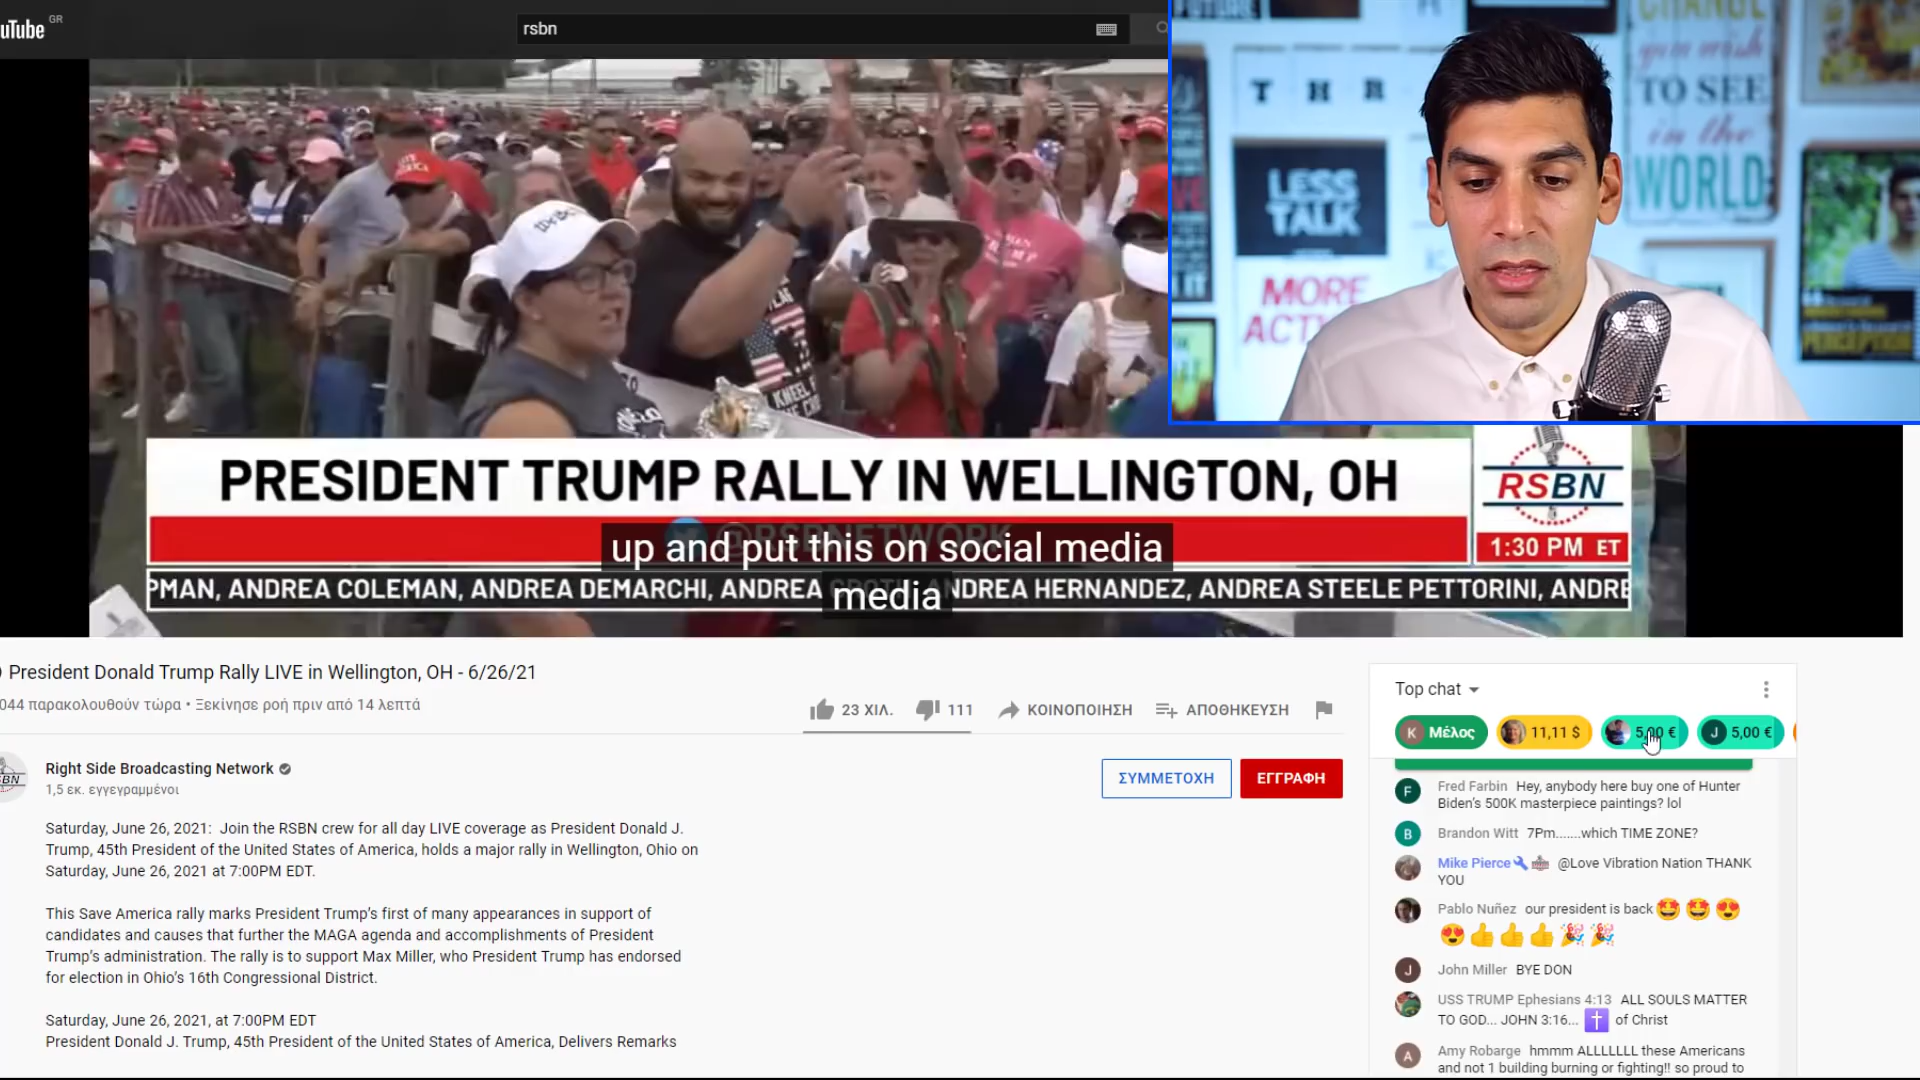 uTube GR
rsbn
FUTURE
CHANGE
you wish
TO SEE
in the
WORLD
T H R
LESS
TALK
MORE
PERCEPTION
PRESIDENT TRUMP RALLY IN WELLINGTON, OH
RSBN
1:30 PM ET
@RSBNETWORK
up and put this on social media
media
PMAN, ANDREA COLEMAN, ANDREA DEMARCHI, ANDREA NDREA HERNANDEZ, ANDREA STEELE PETTORINI, ANDRE
President Donald Trump Rally LIVE in Wellington, OH - 6/26/21
044 παρακολουθούν τώρα • Ξεκίνησε ροή πριν από 14 λεπτά
23 ΧΙΛ. 111 ΚΟΙΝΟΠΟΙΗΣΗ ΑΠΟΘΗΚΕΥΣΗ
Right Side Broadcasting Network
1,5 εκ. εγγεγραμμένοι
ΣΥΜΜΕΤΟΧΗ ΕΓΓΡΑΦΗ
Saturday, June 26, 2021: Join the RSBN crew for all day LIVE coverage as President Donald J.
Trump, 45th President of the United States of America, holds a major rally in Wellington, Ohio on
Saturday, June 26, 2021 at 7:00PM EDT.
This Save America rally marks President Trump's first of many appearances in support of
candidates and causes that further the MAGA agenda and accomplishments of President
Trump's administration. The rally is to support Max Miller, who President Trump has endorsed
for election in Ohio's 16th Congressional District.
Saturday, June 26, 2021, at 7:00PM EDT
President Donald J. Trump, 45th President of the United States of America, Delivers Remarks
Top chat
K Μέλος 11,11 $ 5,00 € J 5,00 €
F Fred Farbin Hey, anybody here buy one of Hunter
Biden's 500K masterpiece paintings? lol
B Brandon Witt 7Pm.......which TIME ZONE?
Mike Pierce @Love Vibration Nation THANK
YOU
Pablo Nuñez our president is back 🤩 🤩 😍
😍 👍 👍 👍 🎉 🎉
J John Miller BYE DON
USS TRUMP Ephesians 4:13 ALL SOULS MATTER
TO GOD... JOHN 3:16... ✝️ of Christ
A Amy Robarge hmmm ALLLLLLL these Americans
and not 1 building burning or fighting!! so proud to